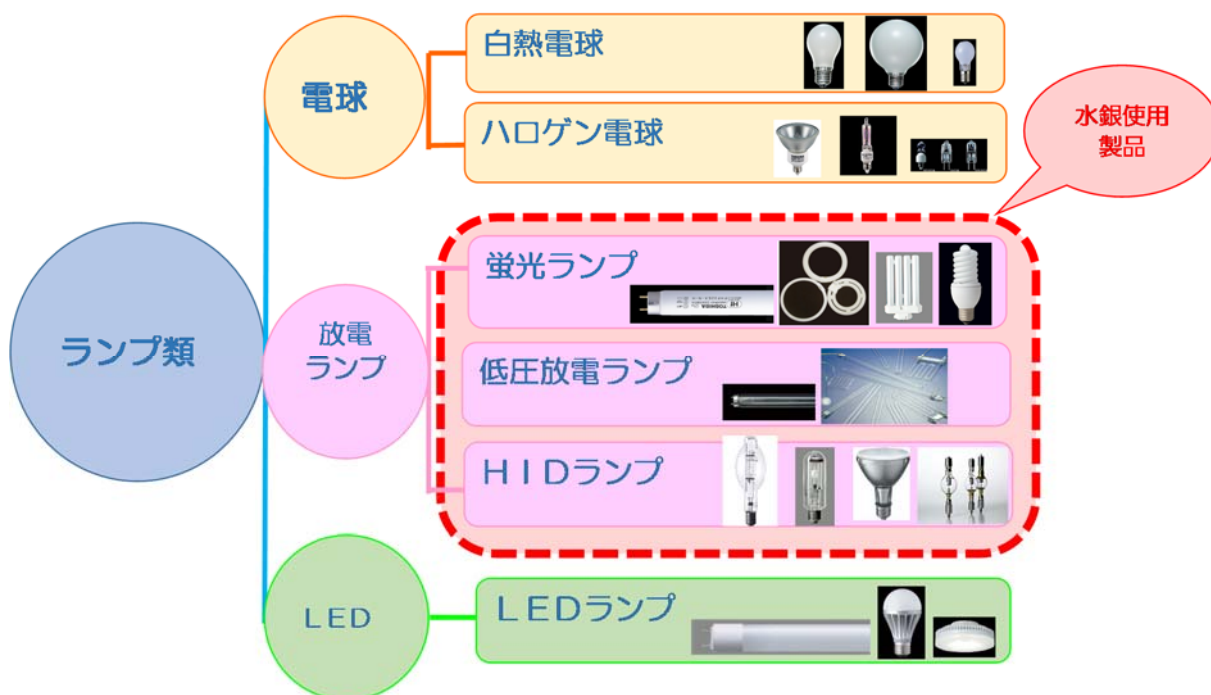 白熱電球
電球
ハロゲン電球
水銀使用
製品
ランプ類
放電
ランプ
蛍光ランプ
低圧放電ランプ
ＨＩＤランプ
ＬＥＤ
ＬＥＤランプ